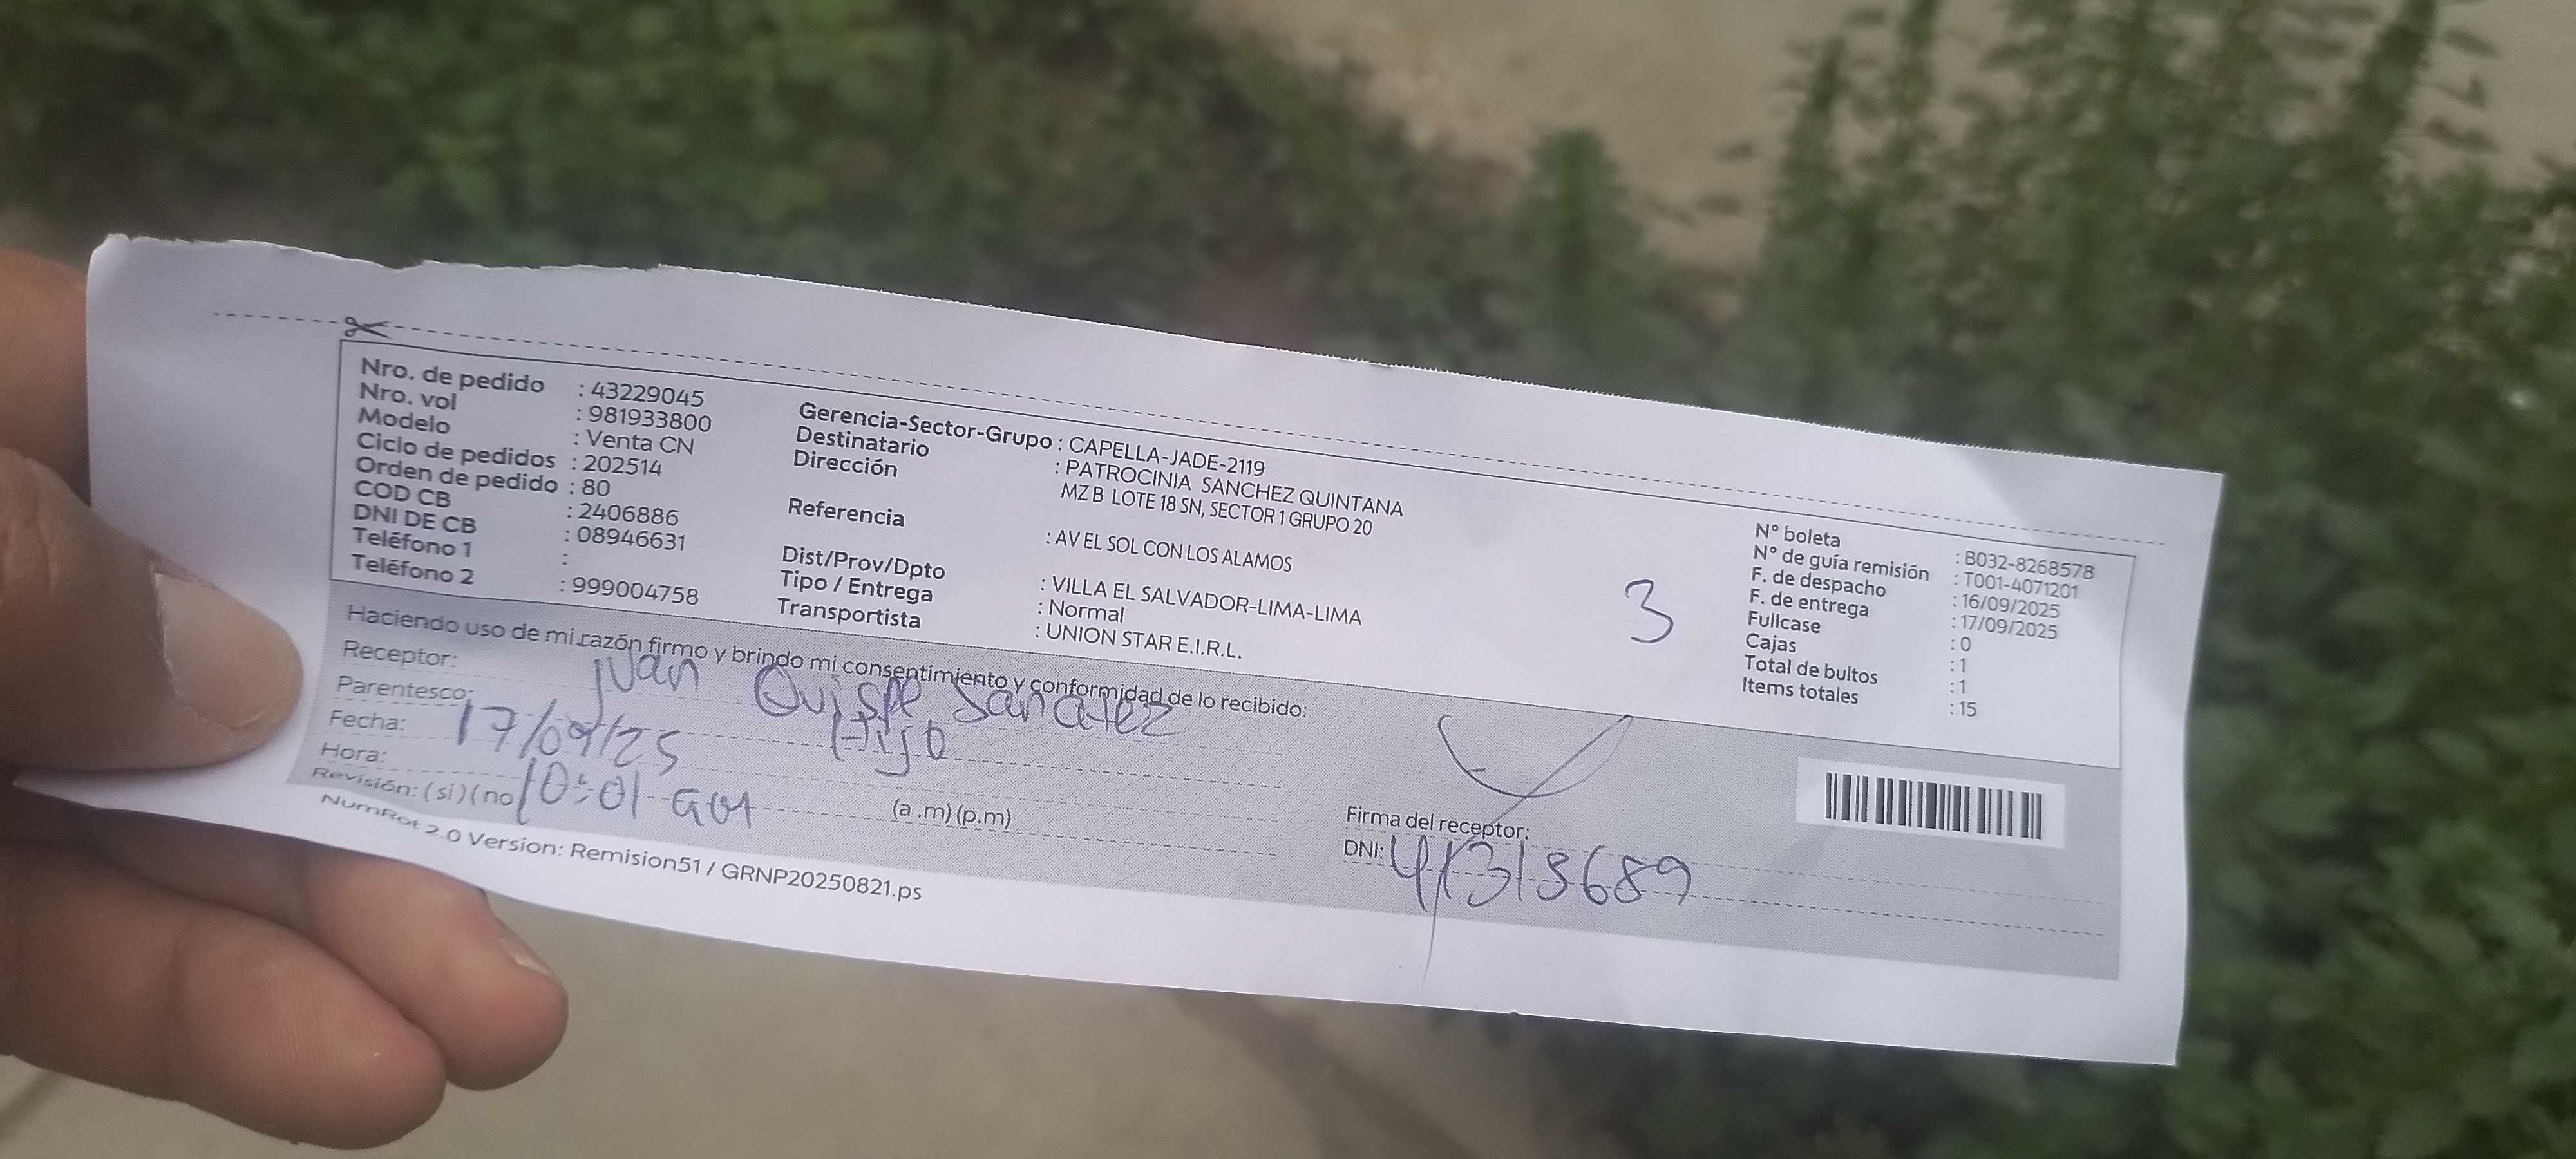 Nro. de pedido : 43229045
Nro. vol : 981933800
Modelo : Venta CN
Ciclo de pedidos : 202514
Orden de pedido : 80
COD CB : 2406886
DNI DE CB : 08946631
Teléfono 1 :
Teléfono 2 : 999004758
Gerencia-Sector-Grupo : CAPELLA-JADE-2119
Destinatario : PATROCINIA SANCHEZ QUINTANA
Dirección MZ B LOTE 18 SN, SECTOR 1 GRUPO 20
Referencia : AV EL SOL CON LOS ALAMOS
Dist/Prov/Dpto : VILLA EL SALVADOR-LIMA-LIMA
Tipo / Entrega : Normal
Transportista : UNION STAR E.I.R.L.
3
N° boleta : B032-8268578
N° de guía remisión : T001-4071201
F. de despacho : 16/09/2025
F. de entrega : 17/09/2025
Fullcase : 0
Cajas : 1
Total de bultos : 1
Items totales : 15
Haciendo uso de mi razón firmo y brindo mi consentimiento y conformidad de lo recibido:
Receptor: Juan Quispe Sanchez
Parentesco: Hijo
Fecha: 17/09/25
Hora: 10:01 am (a .m) (p.m)
Revisión: ( si ) ( no
Firma del receptor:
DNI: 41318689
NumRot 2.0 Version: Remision51 / GRNP20250821.ps